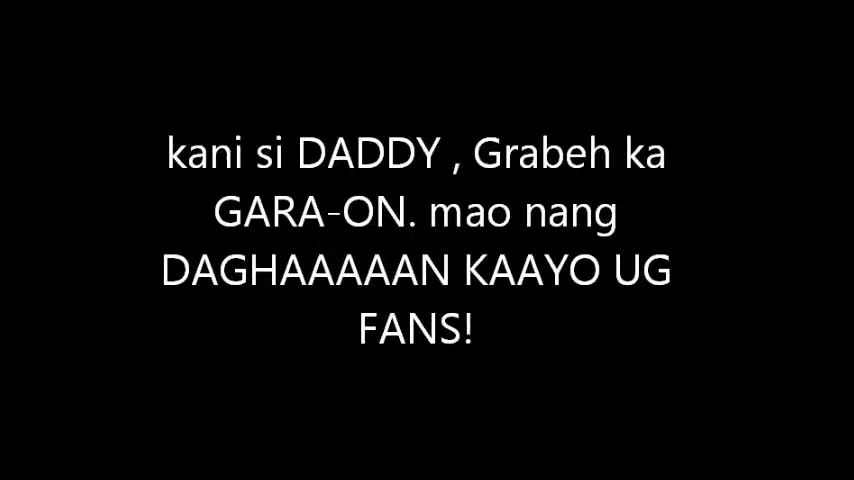 kani si DADDY , Grabeh ka
GARA-ON. mao nang
DAGHAAAAAN KAAYO UG
FANS!